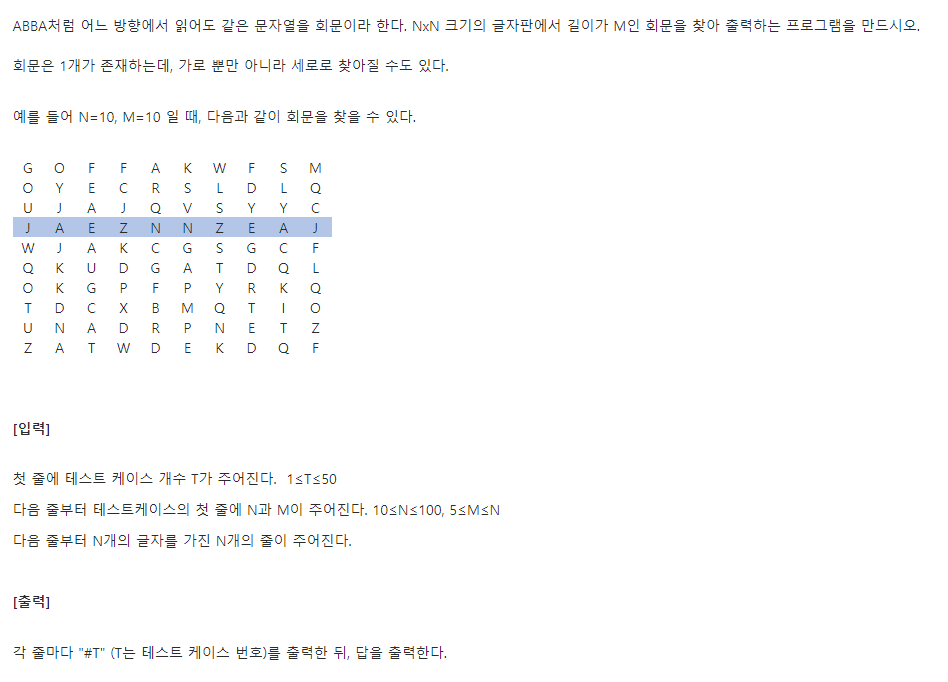 ABBA처럼 어느 방향에서 읽어도 같은 문자열을 회문이라 한다. NxN 크기의 글자판에서 길이가 M인 회문을 찾아 출력하는 프로그램을 만드시오.
회문은 1개가 존재하는데, 가로 뿐만 아니라 세로로 찾아질 수도 있다.
예를 들어 N=10, M=10 일 때, 다음과 같이 회문을 찾을 수 있다.
G O F F A K W F S M
O Y E C R S L D L Q
U J A J Q V S Y Y C
J A E Z N N Z E A J
W J A K C G S G C F
Q K U D G A T D Q L
O K G P F P Y R K Q
T D C X B M Q T I O
U N A D R P N E T Z
Z A T W D E K D Q F
[입력]
첫 줄에 테스트 케이스 개수 T가 주어진다. 1≤T≤50
다음 줄부터 테스트케이스의 첫 줄에 N과 M이 주어진다. 10≤N≤100, 5≤M≤N
다음 줄부터 N개의 글자를 가진 N개의 줄이 주어진다.
[출력]
각 줄마다 "#T" (T는 테스트 케이스 번호)를 출력한 뒤, 답을 출력한다.